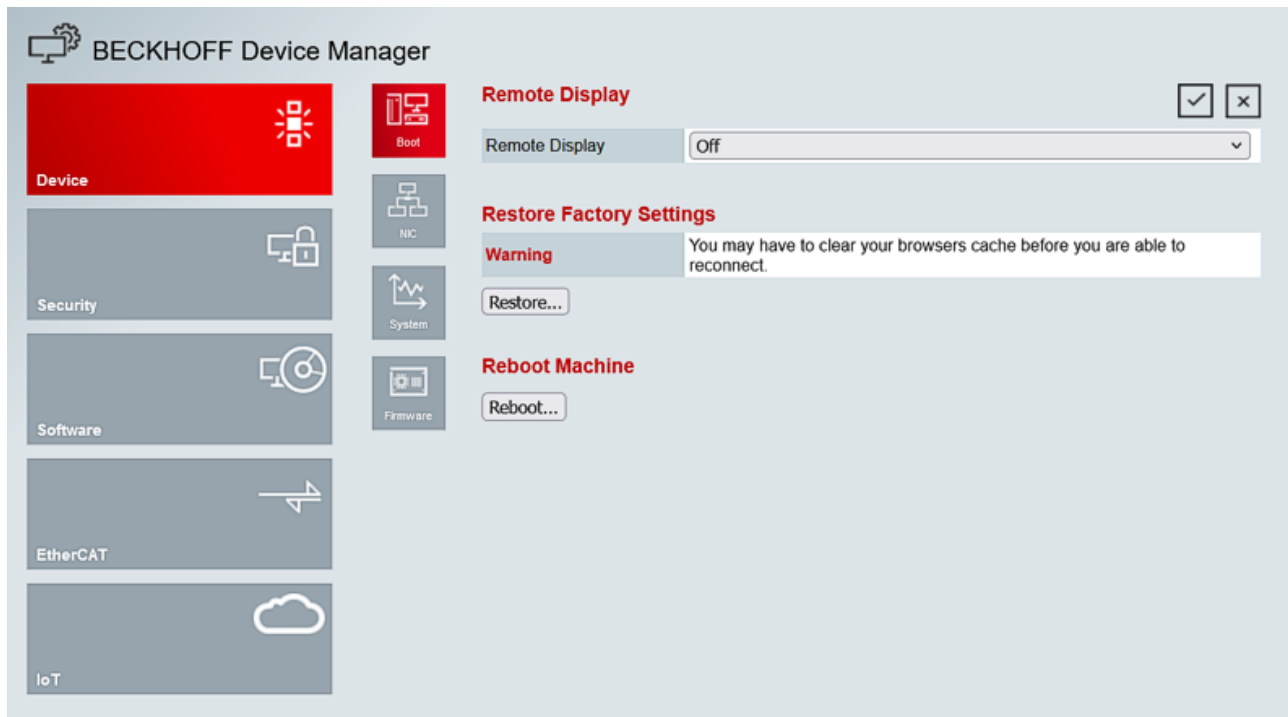 BECKHOFF Device Manager
Device
Security
Software
EtherCAT
IoT
Boot
NIC
System
Firmware
Remote Display
Remote Display Off
Restore Factory Settings
Warning You may have to clear your browsers cache before you are able to
reconnect.
Restore...
Reboot Machine
Reboot...